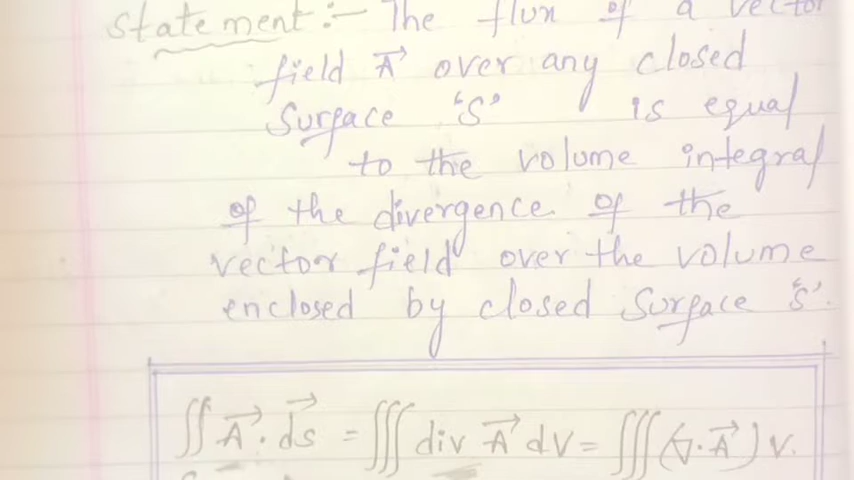 statement :- The flux of a vector
field A⃗ over any closed
surface 'S' is equal
to the volume integral
of the divergence of the
vector field over the volume
enclosed by closed surface 'S'.
∬ A⃗ . ds⃗ = ∭ div A⃗ dV = ∭ (∇. A⃗) V.